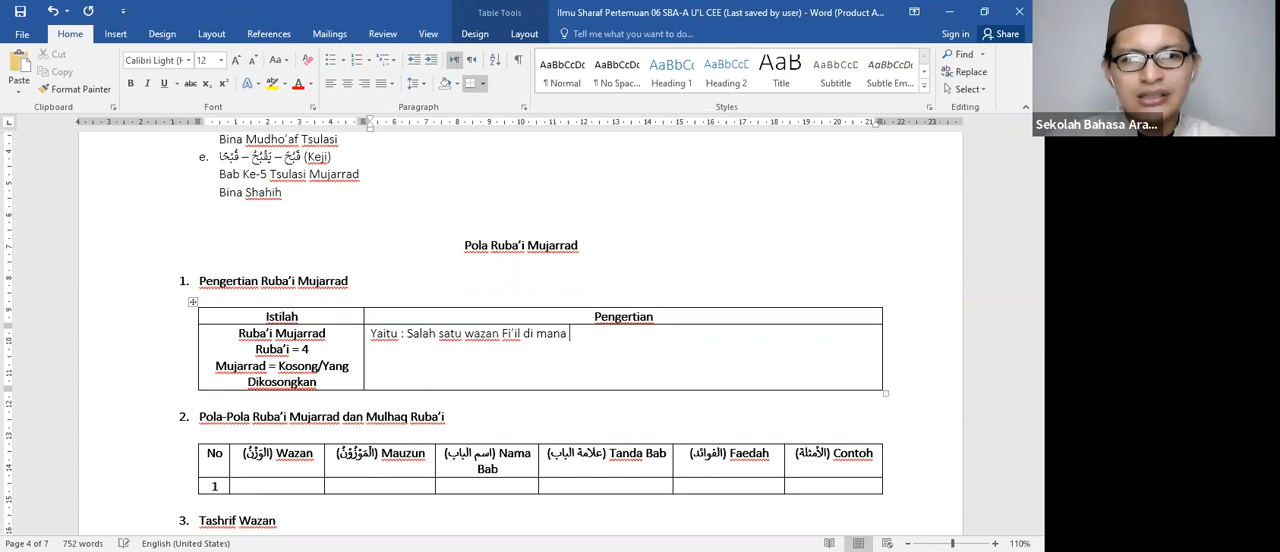 Table Tools
Ilmu Sharaf Pertemuan 06 SBA-A U'L CEE (Last saved by user) - Word (Product A...
File Home Insert Design Layout References Mailings Review View Design Layout Tell me what you want to do... Sign in Share
Paste
Cut
Copy
Format Painter
Clipboard
Calibri Light (H 12
Font
Paragraph
AaBbCcDc AaBbCcDc AaBbCc AaBbCcD AaB AaBbCcD AaBbCcDc
¶ Normal ¶ No Spac... Heading 1 Heading 2 Title Subtitle Subtle Em...
Styles
Find
Replace
Select
Editing
Sekolah Bahasa Ara...
Bina Mudho'af Tsulasi
e. قَبُحَ – يَقْبُحُ – قُبْحًا (Keji)
Bab Ke-5 Tsulasi Mujarrad
Bina Shahih
Pola Ruba'i Mujarrad
1. Pengertian Ruba'i Mujarrad
Istilah Pengertian
Ruba'i Mujarrad Yaitu : Salah satu wazan Fi'il di mana
Ruba'i = 4
Mujarrad = Kosong/Yang
Dikosongkan
2. Pola-Pola Ruba'i Mujarrad dan Mulhaq Ruba'i
No (الوَزْنُ) Wazan (الْمَوْزُوْنُ) Mauzun (اسم الباب) Nama Bab (علامة الباب) Tanda Bab (الفوائد) Faedah (الأمثلة) Contoh
1
3. Tashrif Wazan
Page 4 of 7 752 words English (United States) 110%